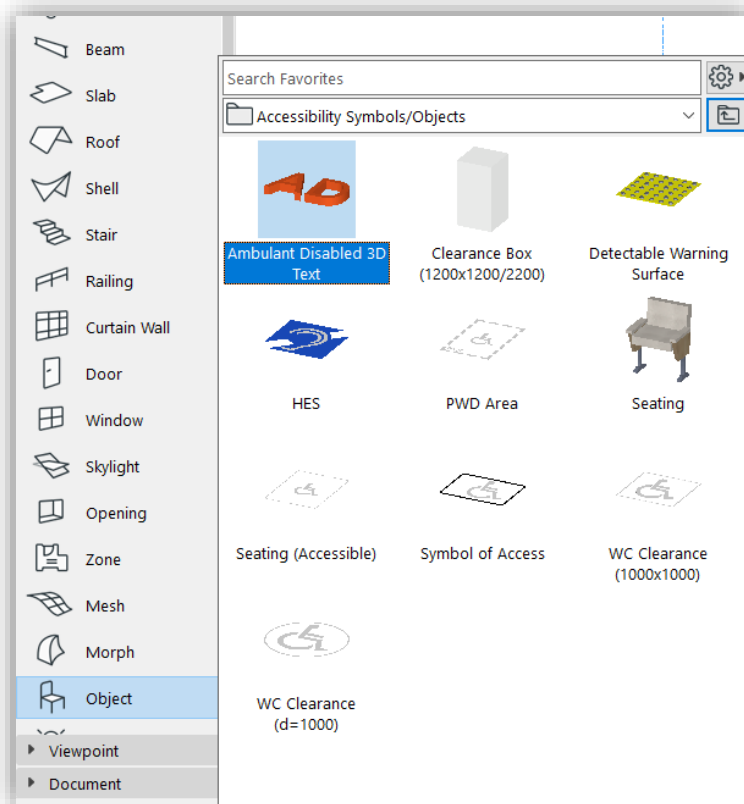 Beam
Slab
Roof
Shell
Stair
Railing
Curtain Wall
Door
Window
Skylight
Opening
Zone
Mesh
Morph
Object
Viewpoint
Document
Search Favorites
Accessibility Symbols/Objects
AD
Ambulant Disabled 3D
Text
Clearance Box
(1200x1200/2200)
Detectable Warning
Surface
HES
PWD Area
Seating
Seating (Accessible)
Symbol of Access
WC Clearance
(1000x1000)
WC Clearance
(d=1000)